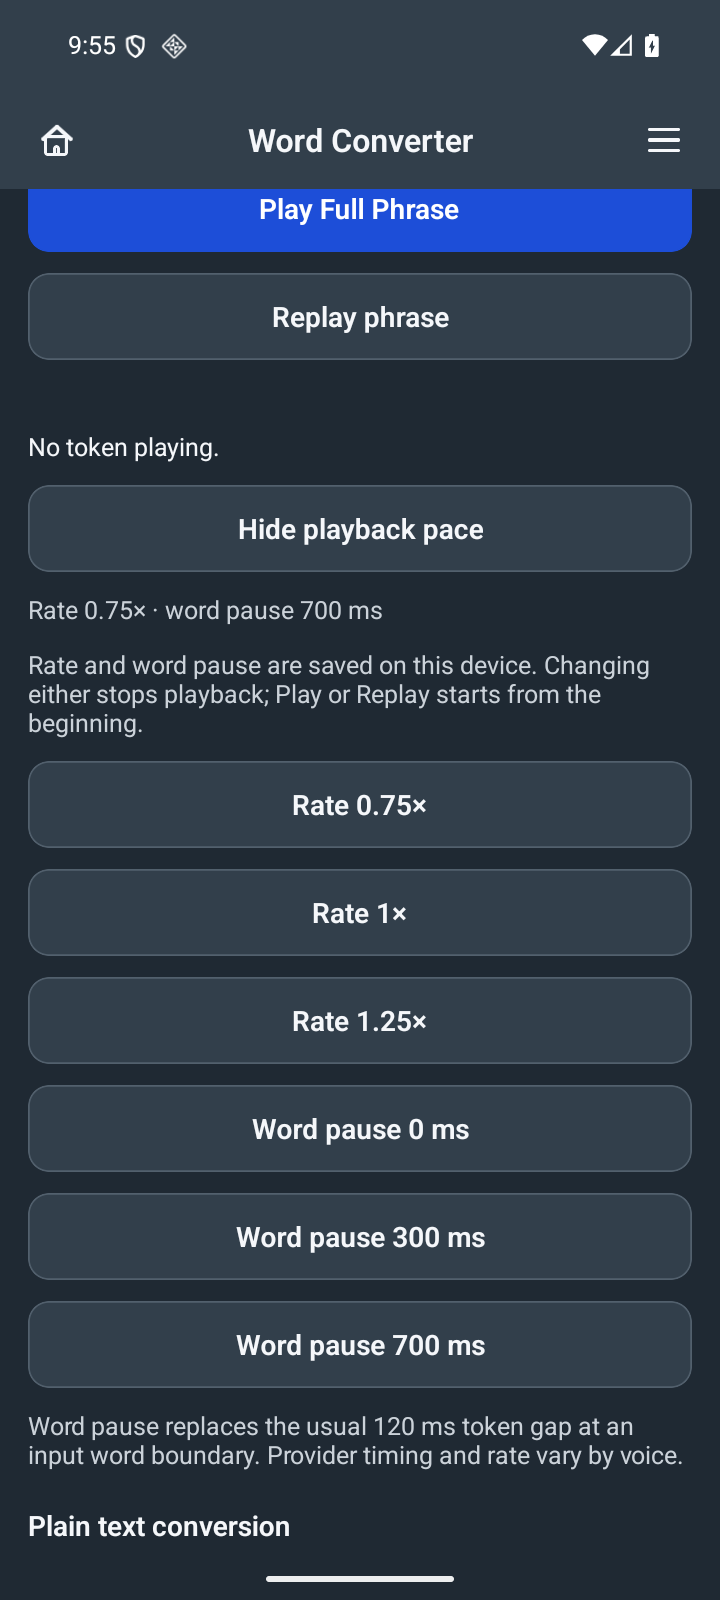 9:55
Word Converter
Play Full Phrase
Replay phrase
No token playing.
Hide playback pace
Rate 0.75× · word pause 700 ms
Rate and word pause are saved on this device. Changing
either stops playback; Play or Replay starts from the
beginning.
Rate 0.75×
Rate 1×
Rate 1.25×
Word pause 0 ms
Word pause 300 ms
Word pause 700 ms
Word pause replaces the usual 120 ms token gap at an
input word boundary. Provider timing and rate vary by voice.
Plain text conversion